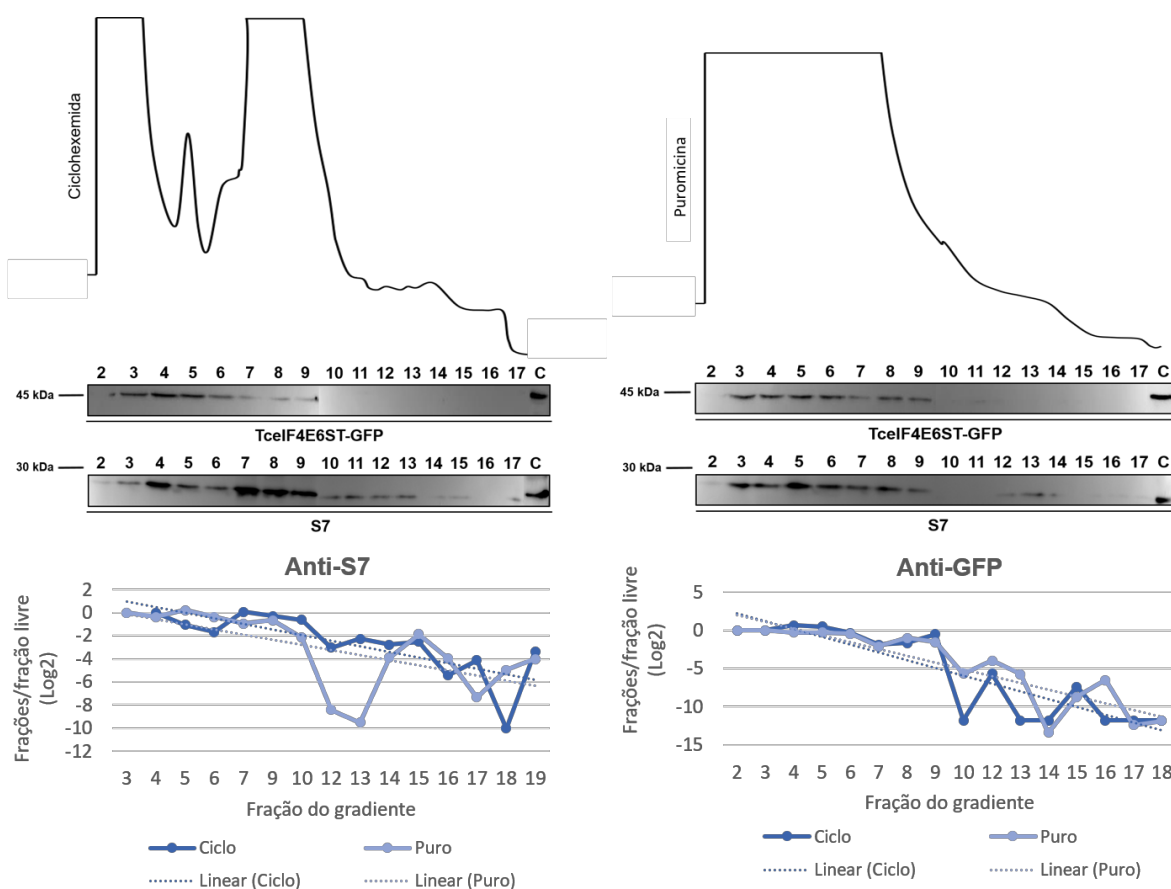 Ciclohexemida
2 3 4 5 6 7 8 9 10 11 12 13 14 15 16 17 C
45 kDa
TceIF4E6ST-GFP
30 kDa
2 3 4 5 6 7 8 9 10 11 12 13 14 15 16 17 C
S7
Puromicina
2 3 4 5 6 7 8 9 10 11 12 13 14 15 16 17 C
45 kDa
TceIF4E6ST-GFP
30 kDa
2 3 4 5 6 7 8 9 10 11 12 13 14 15 16 17 C
S7
Anti-S7
Frações/fração livre
(Log2)
2
0
-2
-4
-6
-8
-10
-12
3 4 5 6 7 9 10 12 13 14 15 16 17 18 19
Fração do gradiente
Ciclo Puro
Linear (Ciclo) Linear (Puro)
Anti-GFP
Frações/fração livre
(Log2)
5
0
-5
-10
-15
2 3 4 5 6 7 8 9 10 12 13 14 15 16 17 18
Fração do gradiente
Ciclo Puro
Linear (Ciclo) Linear (Puro)